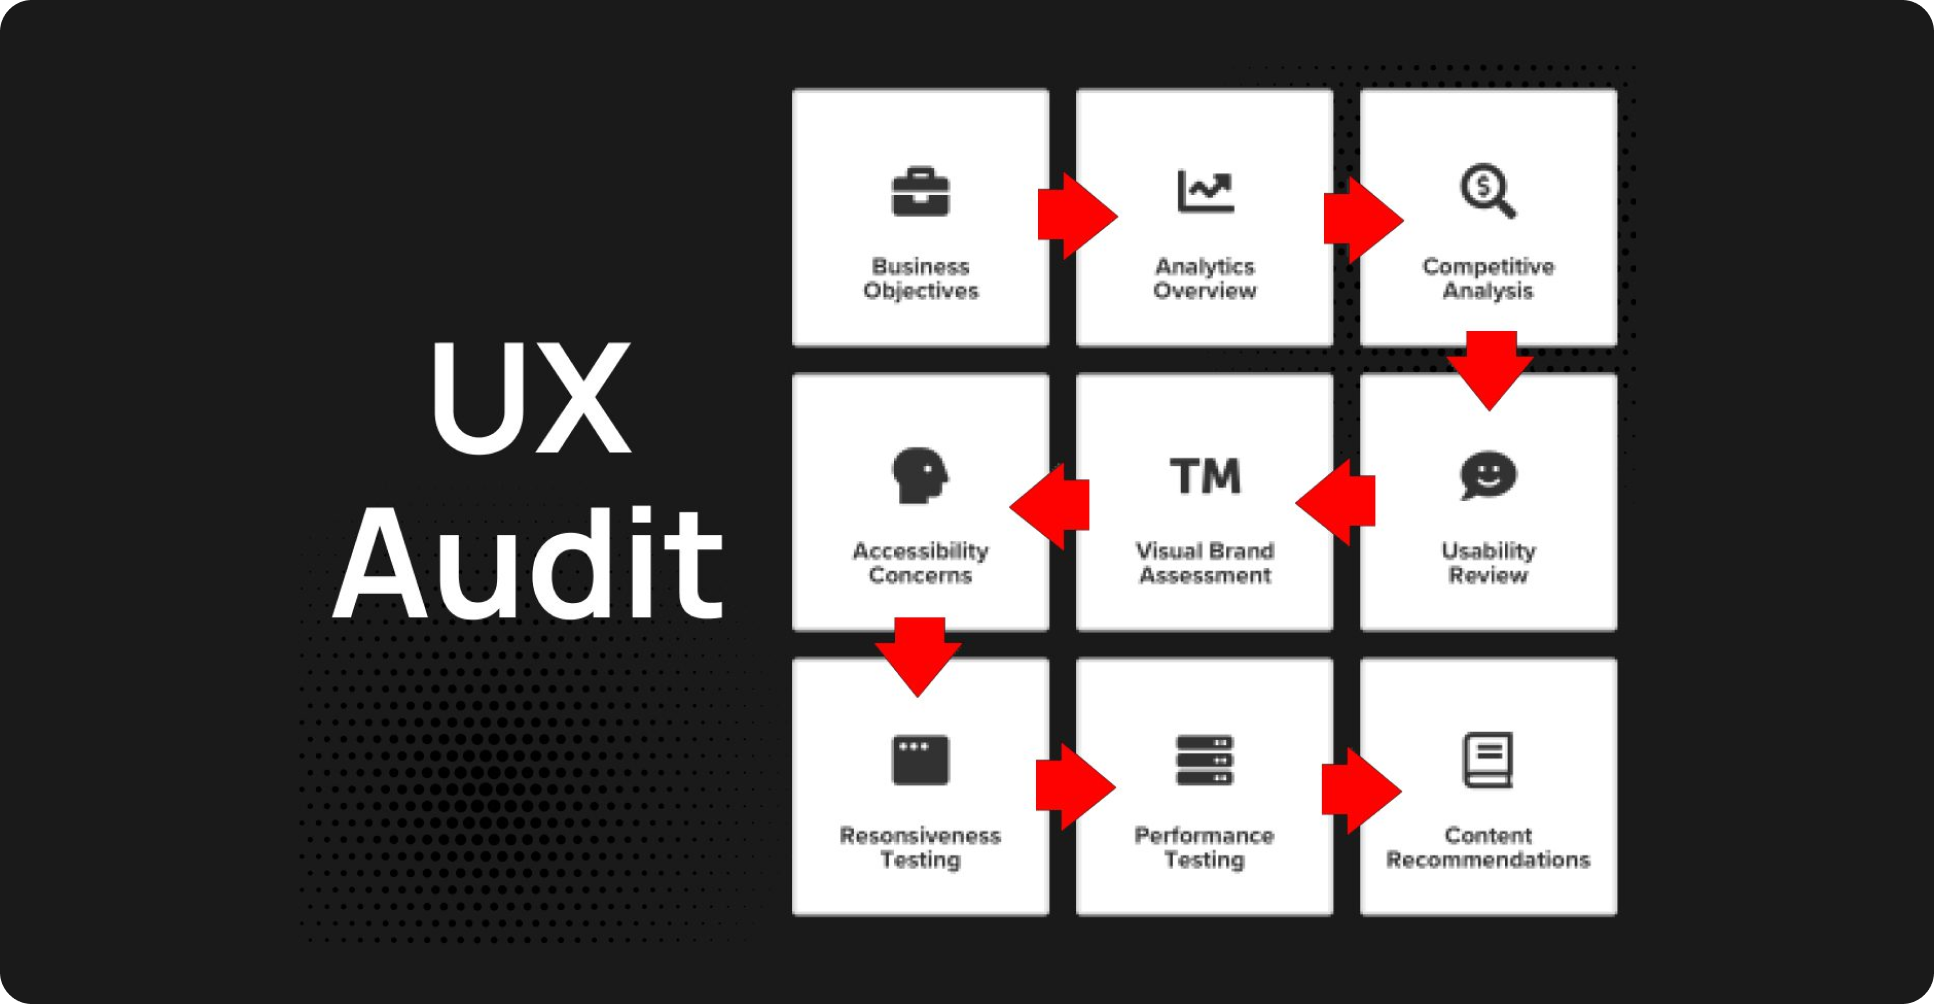 UX
Audit
Business
Objectives
Analytics
Overview
Competitive
Analysis
Usability
Review
TM
Visual Brand
Assessment
Accessibility
Concerns
Resonsiveness
Testing
Performance
Testing
Content
Recommendations